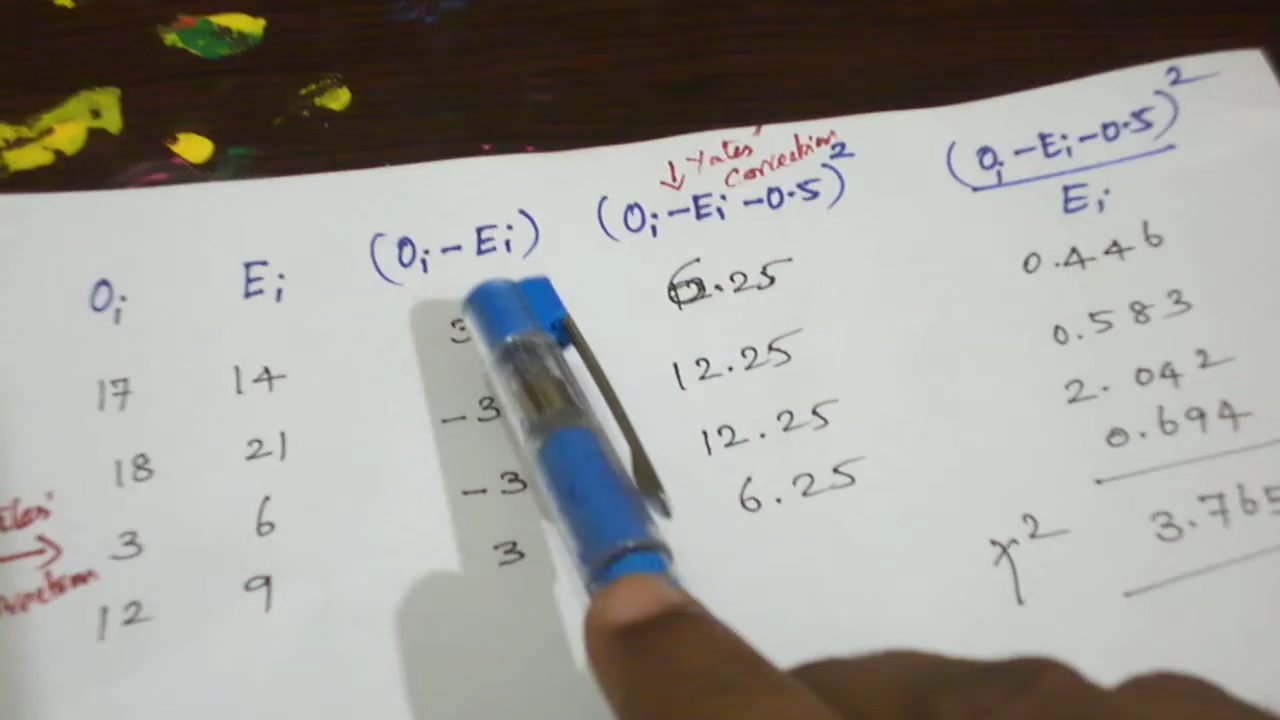 ↓ Yates' correction
Oi Ei (Oi - Ei) (Oi - Ei - 0.5)² (Oi - Ei - 0.5)² / Ei
17 14 3 6.25 0.446
18 21 -3 12.25 0.583
3 6 -3 12.25 2.042
12 9 3 6.25 0.694
χ² 3.765